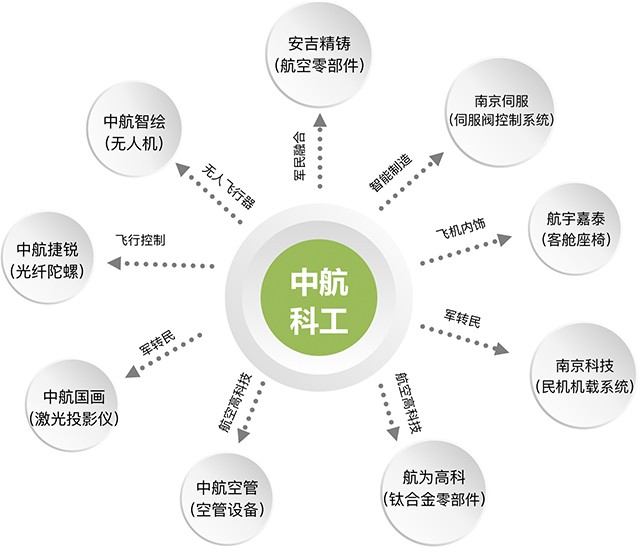 安吉精铸
(航空零部件)
南京伺服
(伺服阀控制系统)
中航智绘
(无人机)
军民融合
智能制造
无人飞行器
航宇嘉泰
(客舱座椅)
飞机内饰
飞行控制
中航捷锐
(光纤陀螺)
中航
科工
军转民
军转民
南京科技
(民机机载系统)
中航国画
(激光投影仪)
航空高科技
航空高科技
中航空管
(空管设备)
航为高科
(钛合金零部件)